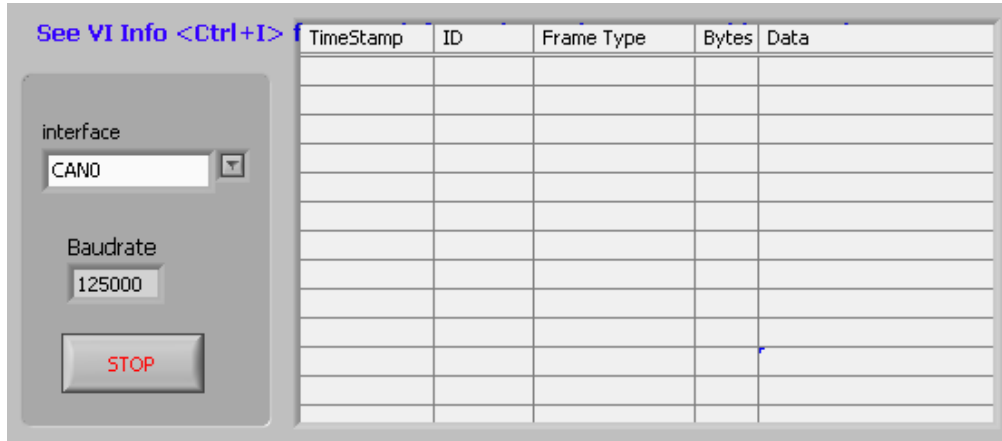 See VI Info <Ctrl+I> f
TimeStamp ID Frame Type Bytes Data
interface
CAN0
Baudrate
125000
STOP